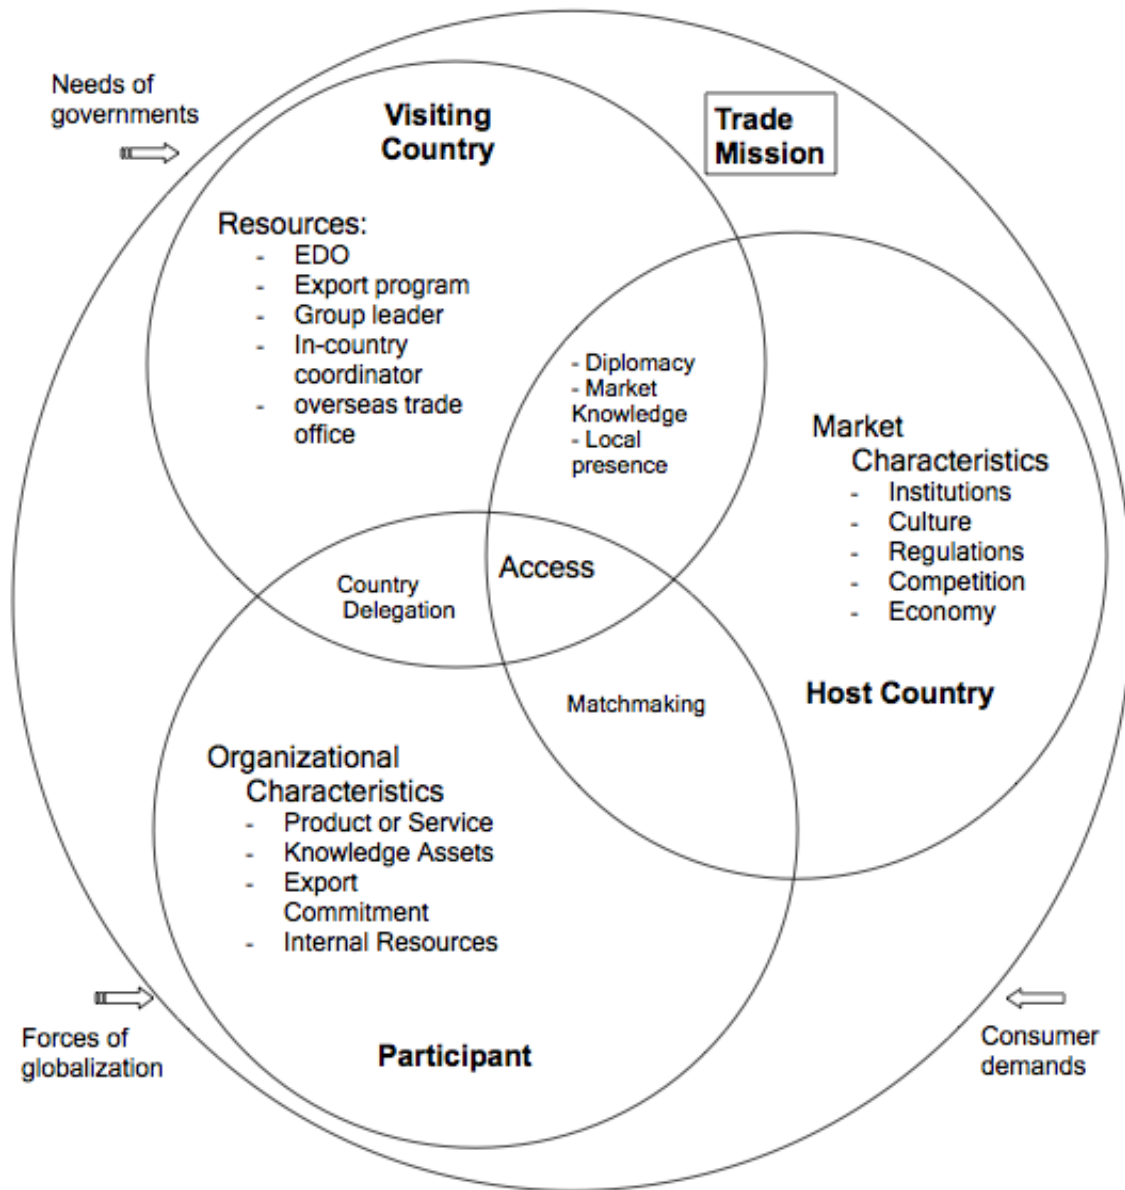 Needs of
governments
Visiting
Country
Trade
Mission
Resources:
- EDO
- Export program
- Group leader
- In-country
coordinator
- overseas trade
office
- Diplomacy
- Market
Knowledge
- Local
presence
Market
Characteristics
- Institutions
- Culture
- Regulations
- Competition
- Economy
Host Country
Access
Country
Delegation
Matchmaking
Organizational
Characteristics
- Product or Service
- Knowledge Assets
- Export
Commitment
- Internal Resources
Participant
Forces of
globalization
Consumer
demands